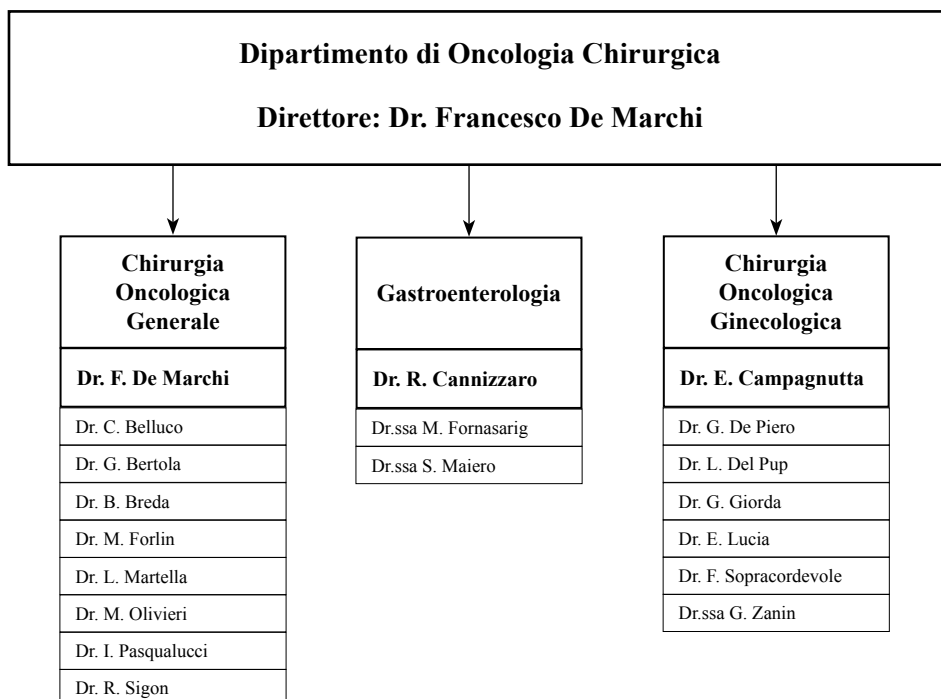 Dipartimento di Oncologia Chirurgica
Direttore: Dr. Francesco De Marchi
Chirurgia
Oncologica
Generale
Dr. F. De Marchi
Dr. C. Belluco
Dr. G. Bertola
Dr. B. Breda
Dr. M. Forlin
Dr. L. Martella
Dr. M. Olivieri
Dr. I. Pasqualucci
Dr. R. Sigon
Gastroenterologia
Dr. R. Cannizzaro
Dr.ssa M. Fornasarig
Dr.ssa S. Maiero
Chirurgia
Oncologica
Ginecologica
Dr. E. Campagnutta
Dr. G. De Piero
Dr. L. Del Pup
Dr. G. Giorda
Dr. E. Lucia
Dr. F. Sopracordevole
Dr.ssa G. Zanin